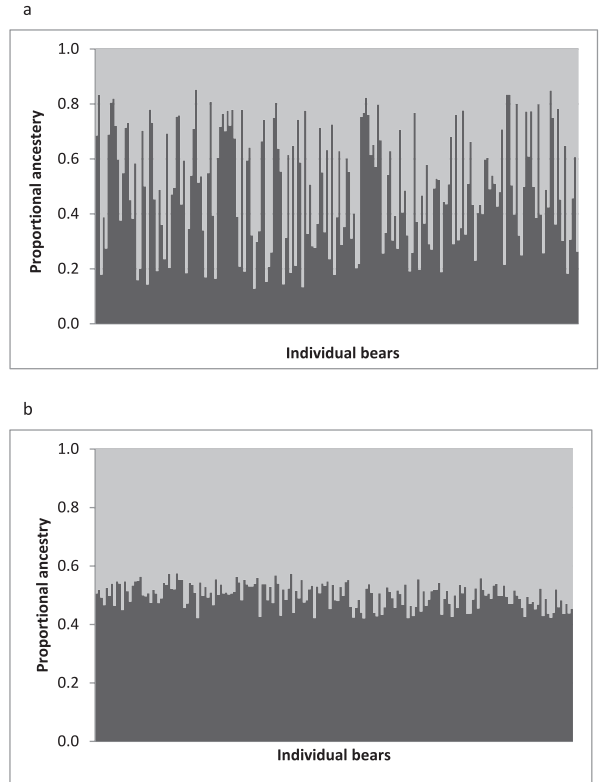 a
1.0
0.8
0.6
0.4
0.2
0.0
Proportional ancestery
Individual bears
b
1.0
0.8
0.6
0.4
0.2
0.0
Proportional ancestry
Individual bears